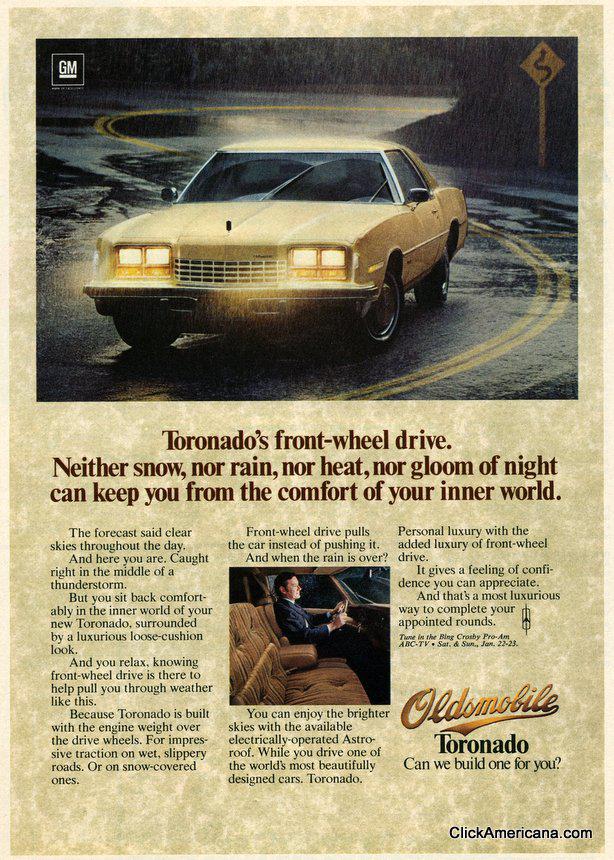 GM
Toronado's front-wheel drive.
Neither snow, nor rain, nor heat, nor gloom of night
can keep you from the comfort of your inner world.
The forecast said clear
skies throughout the day.
And here you are. Caught
right in the middle of a
thunderstorm.
But you sit back comfort-
ably in the inner world of your
new Toronado, surrounded
by a luxurious loose-cushion
look.
And you relax, knowing
front-wheel drive is there to
help pull you through weather
like this.
Because Toronado is built
with the engine weight over
the drive wheels. For impres-
sive traction on wet, slippery
roads. Or on snow-covered
ones.
Front-wheel drive pulls
the car instead of pushing it.
And when the rain is over?
You can enjoy the brighter
skies with the available
electrically-operated Astro-
roof. While you drive one of
the world's most beautifully
designed cars. Toronado.
Personal luxury with the
added luxury of front-wheel
drive.
It gives a feeling of confi-
dence you can appreciate.
And that's a most luxurious
way to complete your
appointed rounds.
Tune in the Bing Crosby Pro-Am
ABC-TV • Sat. & Sun., Jan. 22-23.
Oldsmobile
Toronado
Can we build one for you?
ClickAmericana.com